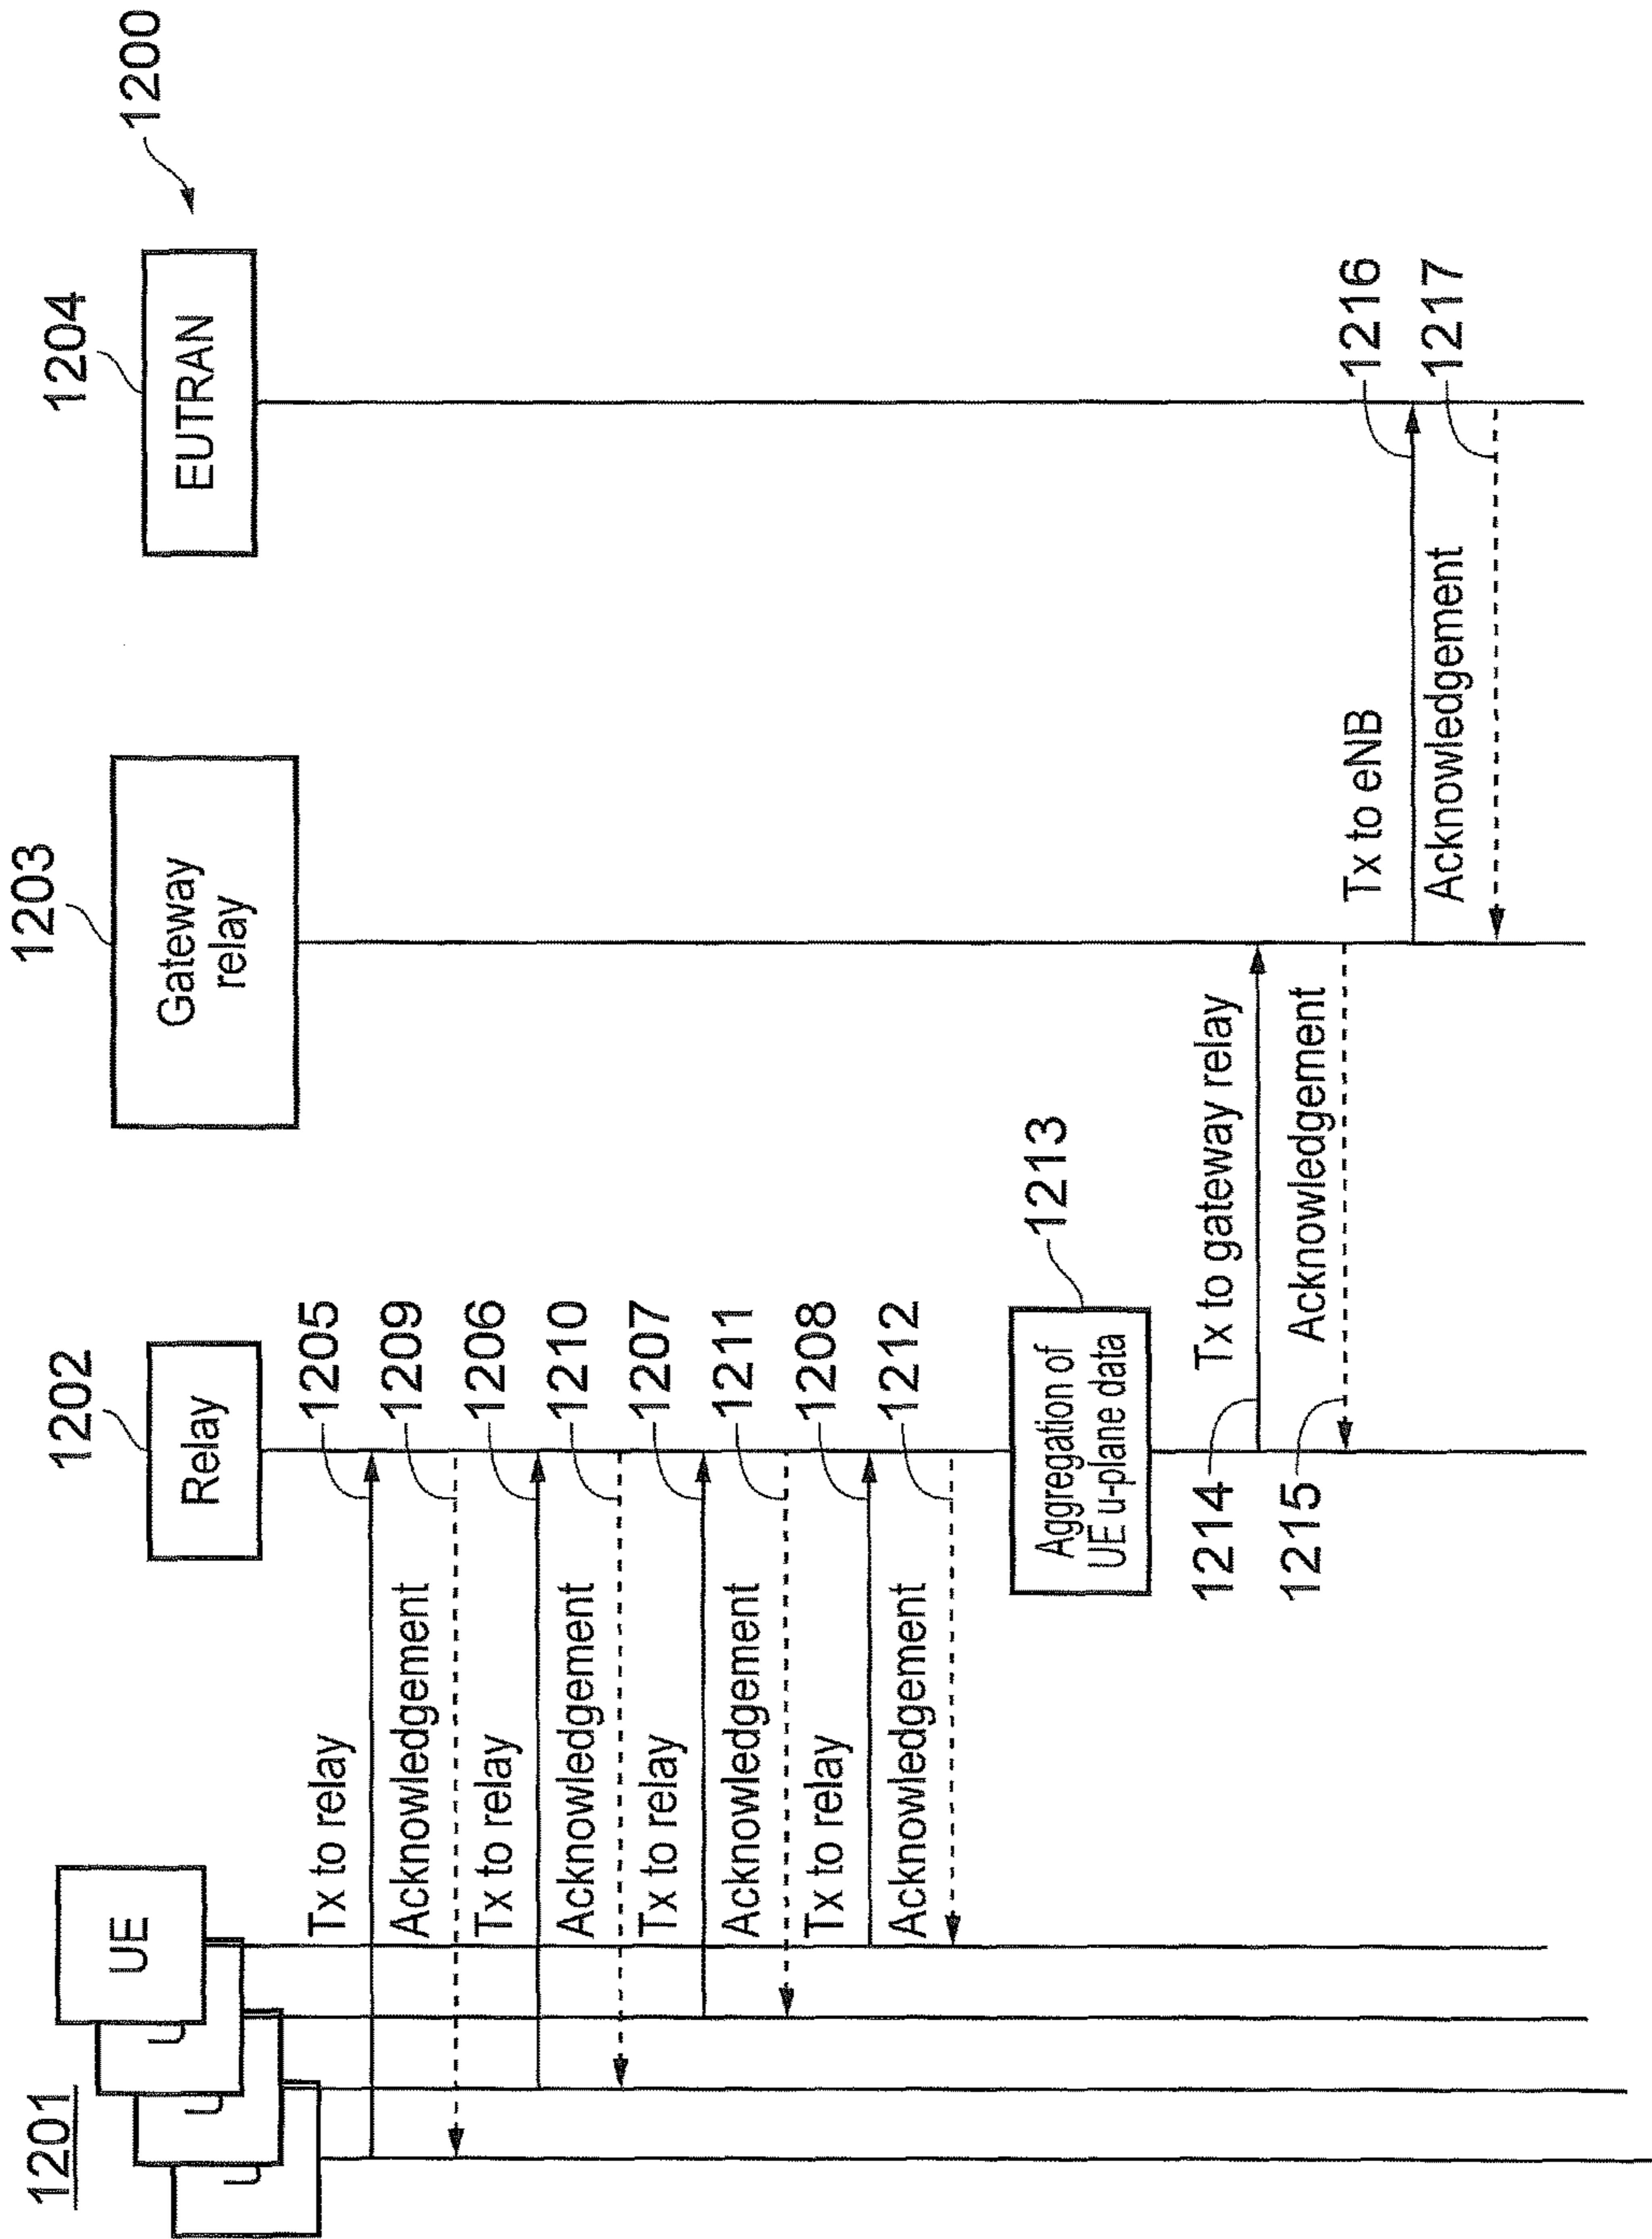 1200
1201
UE
1202
Relay
1203
Gateway
relay
1204
EUTRAN
Tx to relay
1205
Acknowledgement
1209
Tx to relay
1206
Acknowledgement
1210
Tx to relay
1207
Acknowledgement
1211
Tx to relay
1208
Acknowledgement
1212
Aggregation of
UE u-plane data
1213
1214
Tx to gateway relay
1215
Acknowledgement
Tx to eNB
1216
Acknowledgement
1217